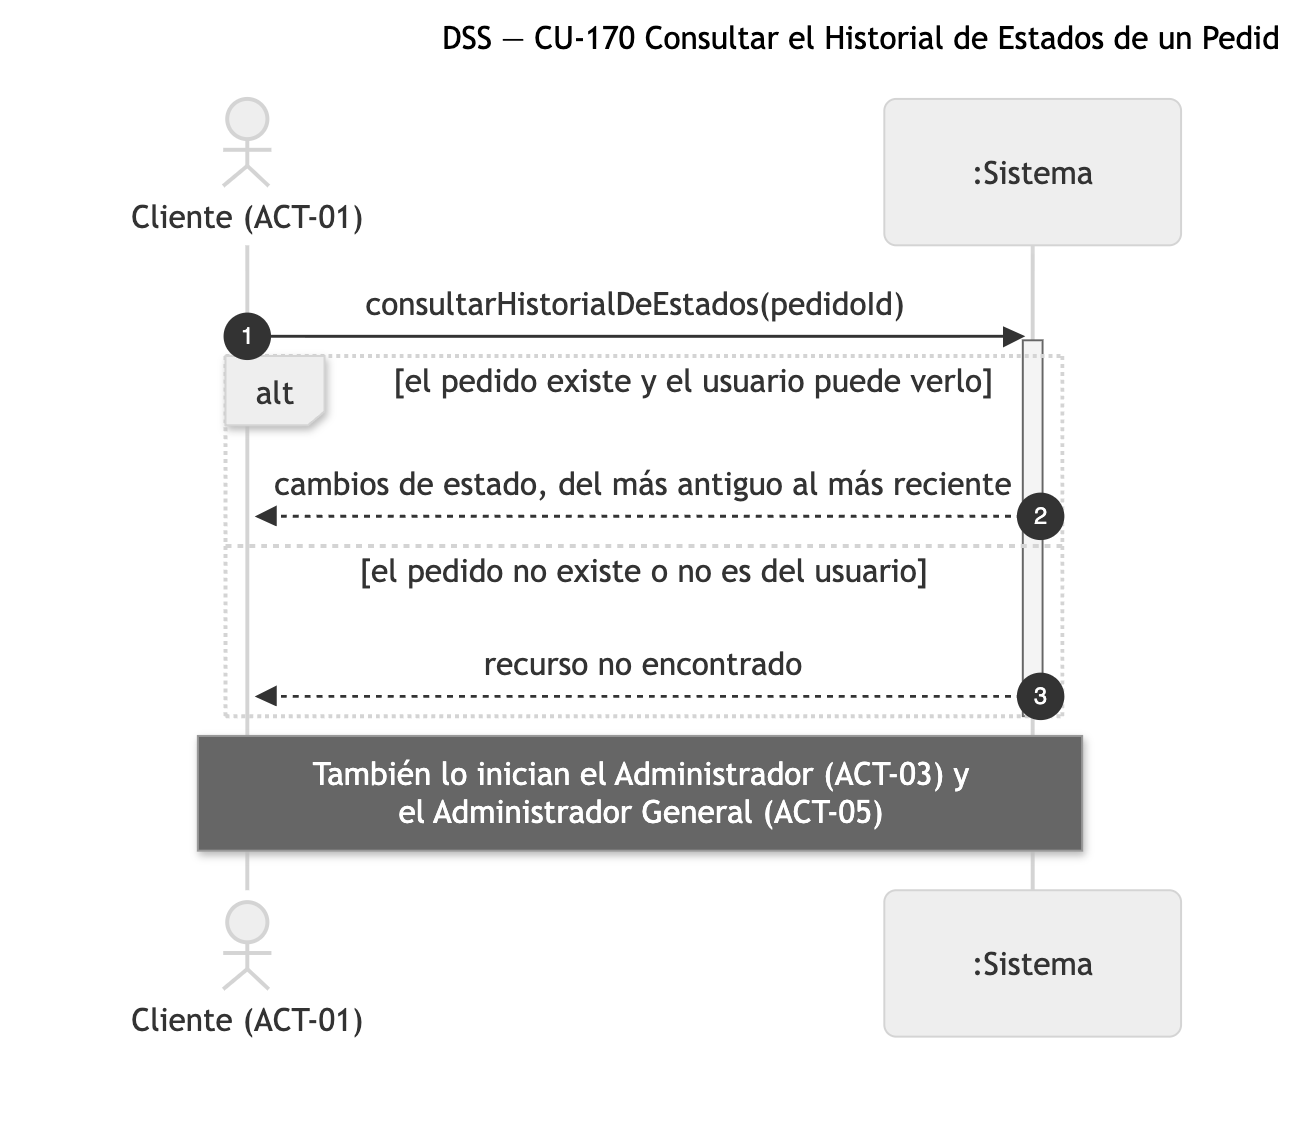 DSS — CU-170 Consultar el Historial de Estados de un Pedid
Cliente (ACT-01)
:Sistema
consultarHistorialDeEstados(pedidoId)
1
alt
[el pedido existe y el usuario puede verlo]
cambios de estado, del más antiguo al más reciente
2
[el pedido no existe o no es del usuario]
recurso no encontrado
3
También lo inician el Administrador (ACT-03) y
el Administrador General (ACT-05)
Cliente (ACT-01)
:Sistema